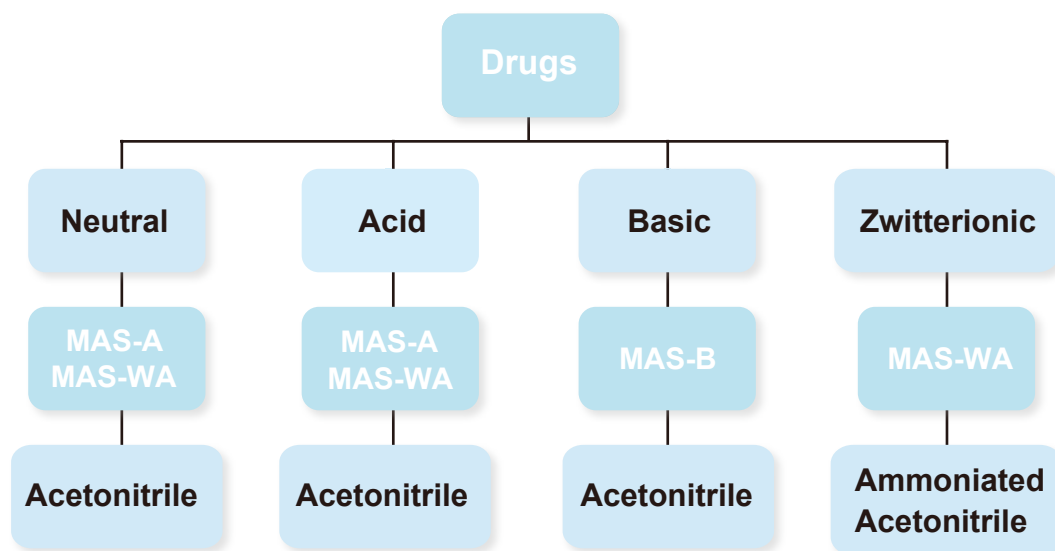 Drugs
Neutral
Acid
Basic
Zwitterionic
MAS-A
MAS-WA
MAS-A
MAS-WA
MAS-B
MAS-WA
Acetonitrile
Acetonitrile
Acetonitrile
Ammoniated
Acetonitrile